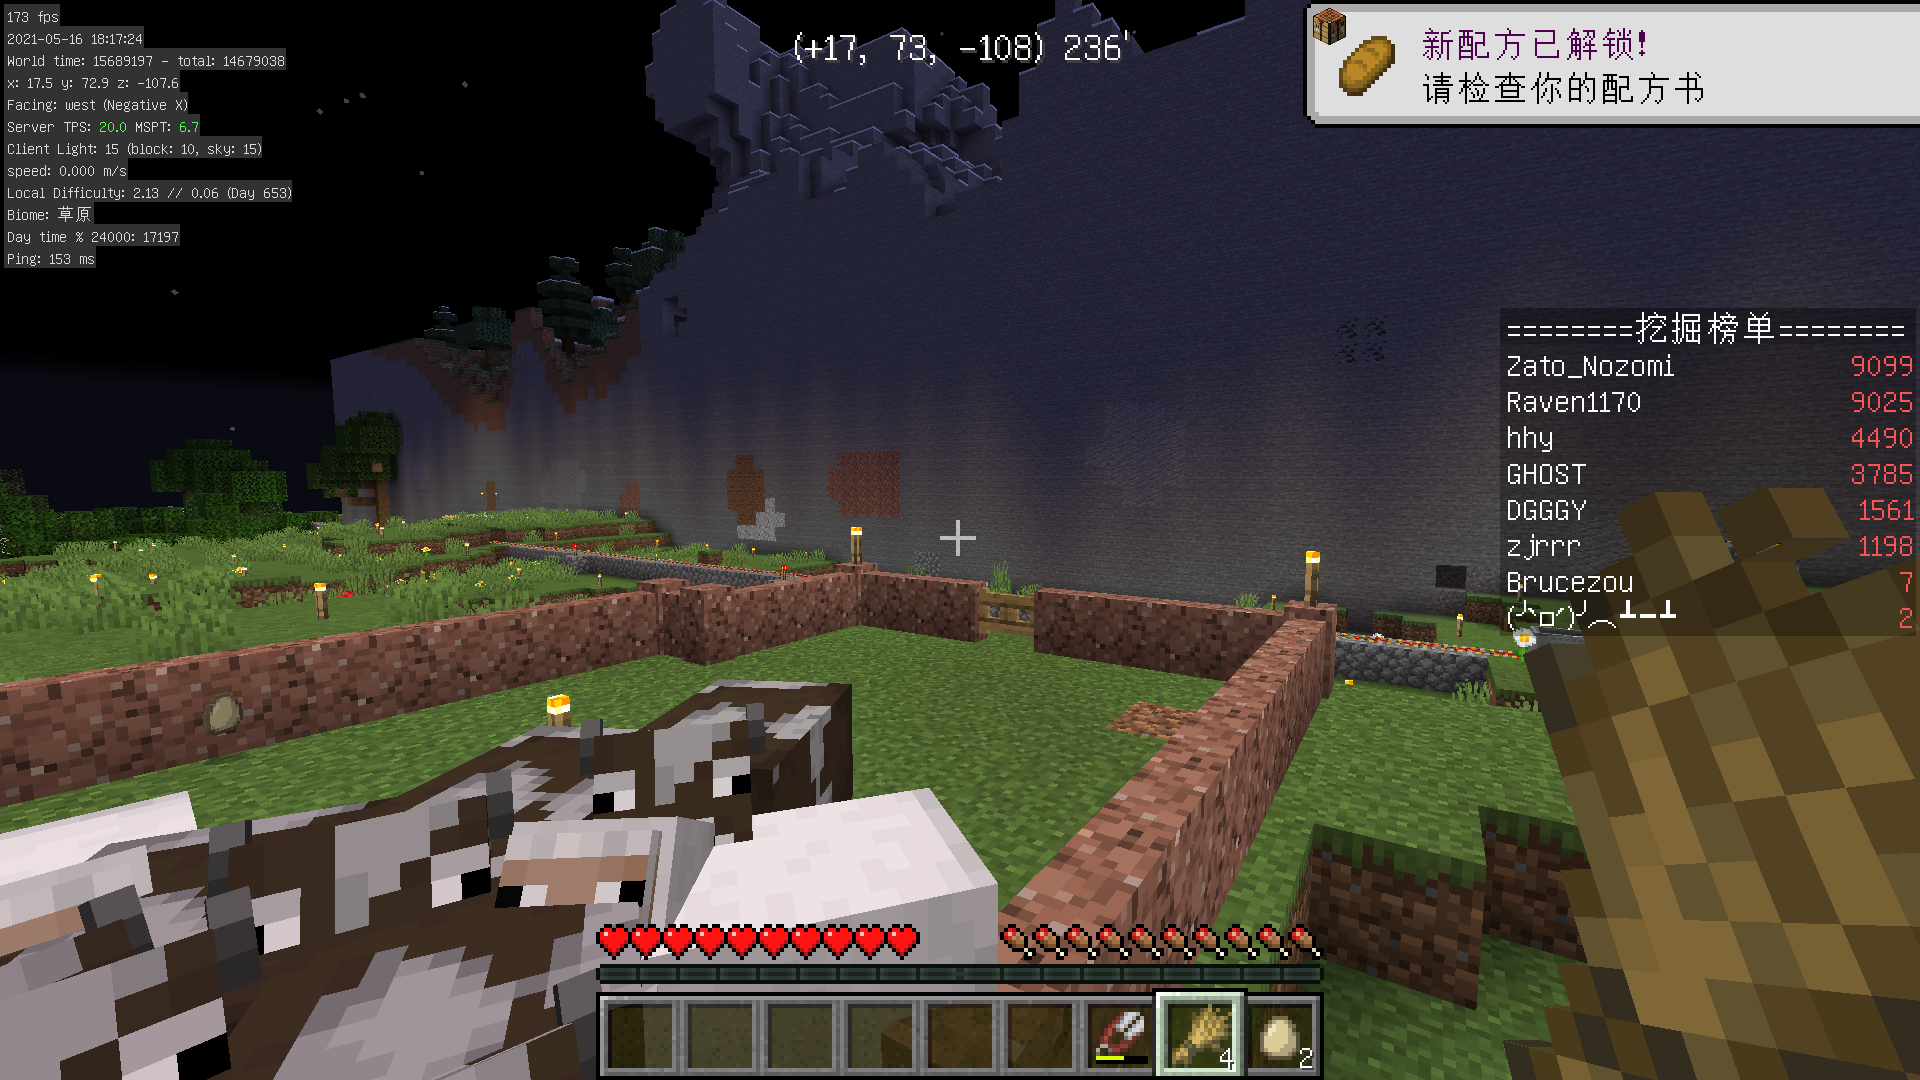 173 fps
2021-05-16 18:17:24
World time: 15689197 - total: 14679038
x: 17.5 y: 72.9 z: -107.6
Facing: west (Negative X)
Server TPS: 20.0 MSPT: 6.7
Client Light: 15 (block: 10, sky: 15)
speed: 0.000 m/s
Local Difficulty: 2.13 // 0.06 (Day 653)
Biome: 草原
Day time % 24000: 17197
Ping: 153 ms
(+17, 73, -108) 236'
新配方已解锁!
请检查你的配方书
========挖掘榜单========
Zato_Nozomi 9099
Raven1170 9025
hhy 4490
GHOST 3785
DGGGY 1561
zjrrr 1198
Brucezou 7
(╯‵□′)╯︵┻━┻ 2
4
2